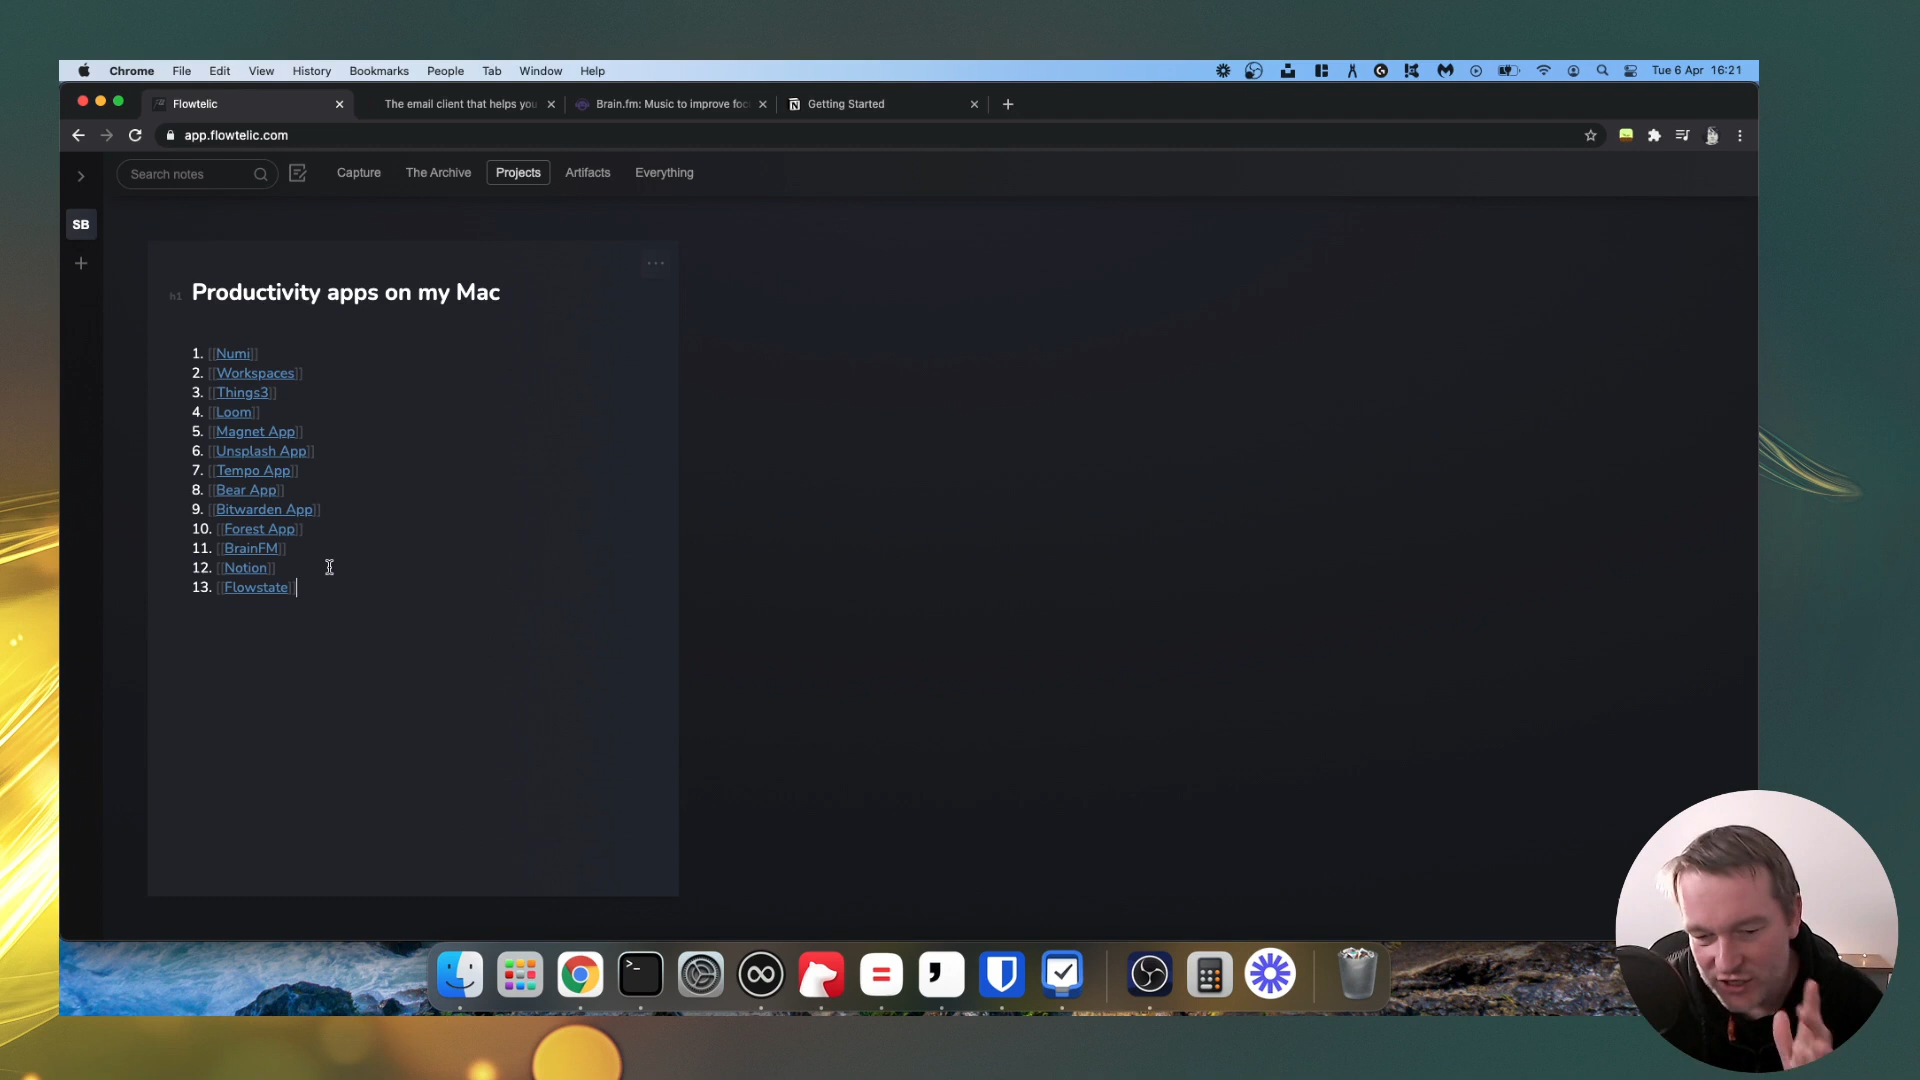 Chrome File Edit View History Bookmarks People Tab Window Help Tue 6 Apr 16:21
Flowtelic The email client that helps you Brain.fm: Music to improve foc Getting Started
app.flowtelic.com
Search notes Capture The Archive Projects Artifacts Everything
SB
h1 Productivity apps on my Mac
1. [[Numi]]
2. [[Workspaces]]
3. [[Things3]]
4. [[Loom]]
5. [[Magnet App]]
6. [[Unsplash App]]
7. [[Tempo App]]
8. [[Bear App]]
9. [[Bitwarden App]]
10. [[Forest App]]
11. [[BrainFM]]
12. [[Notion]]
13. [[Flowstate]]